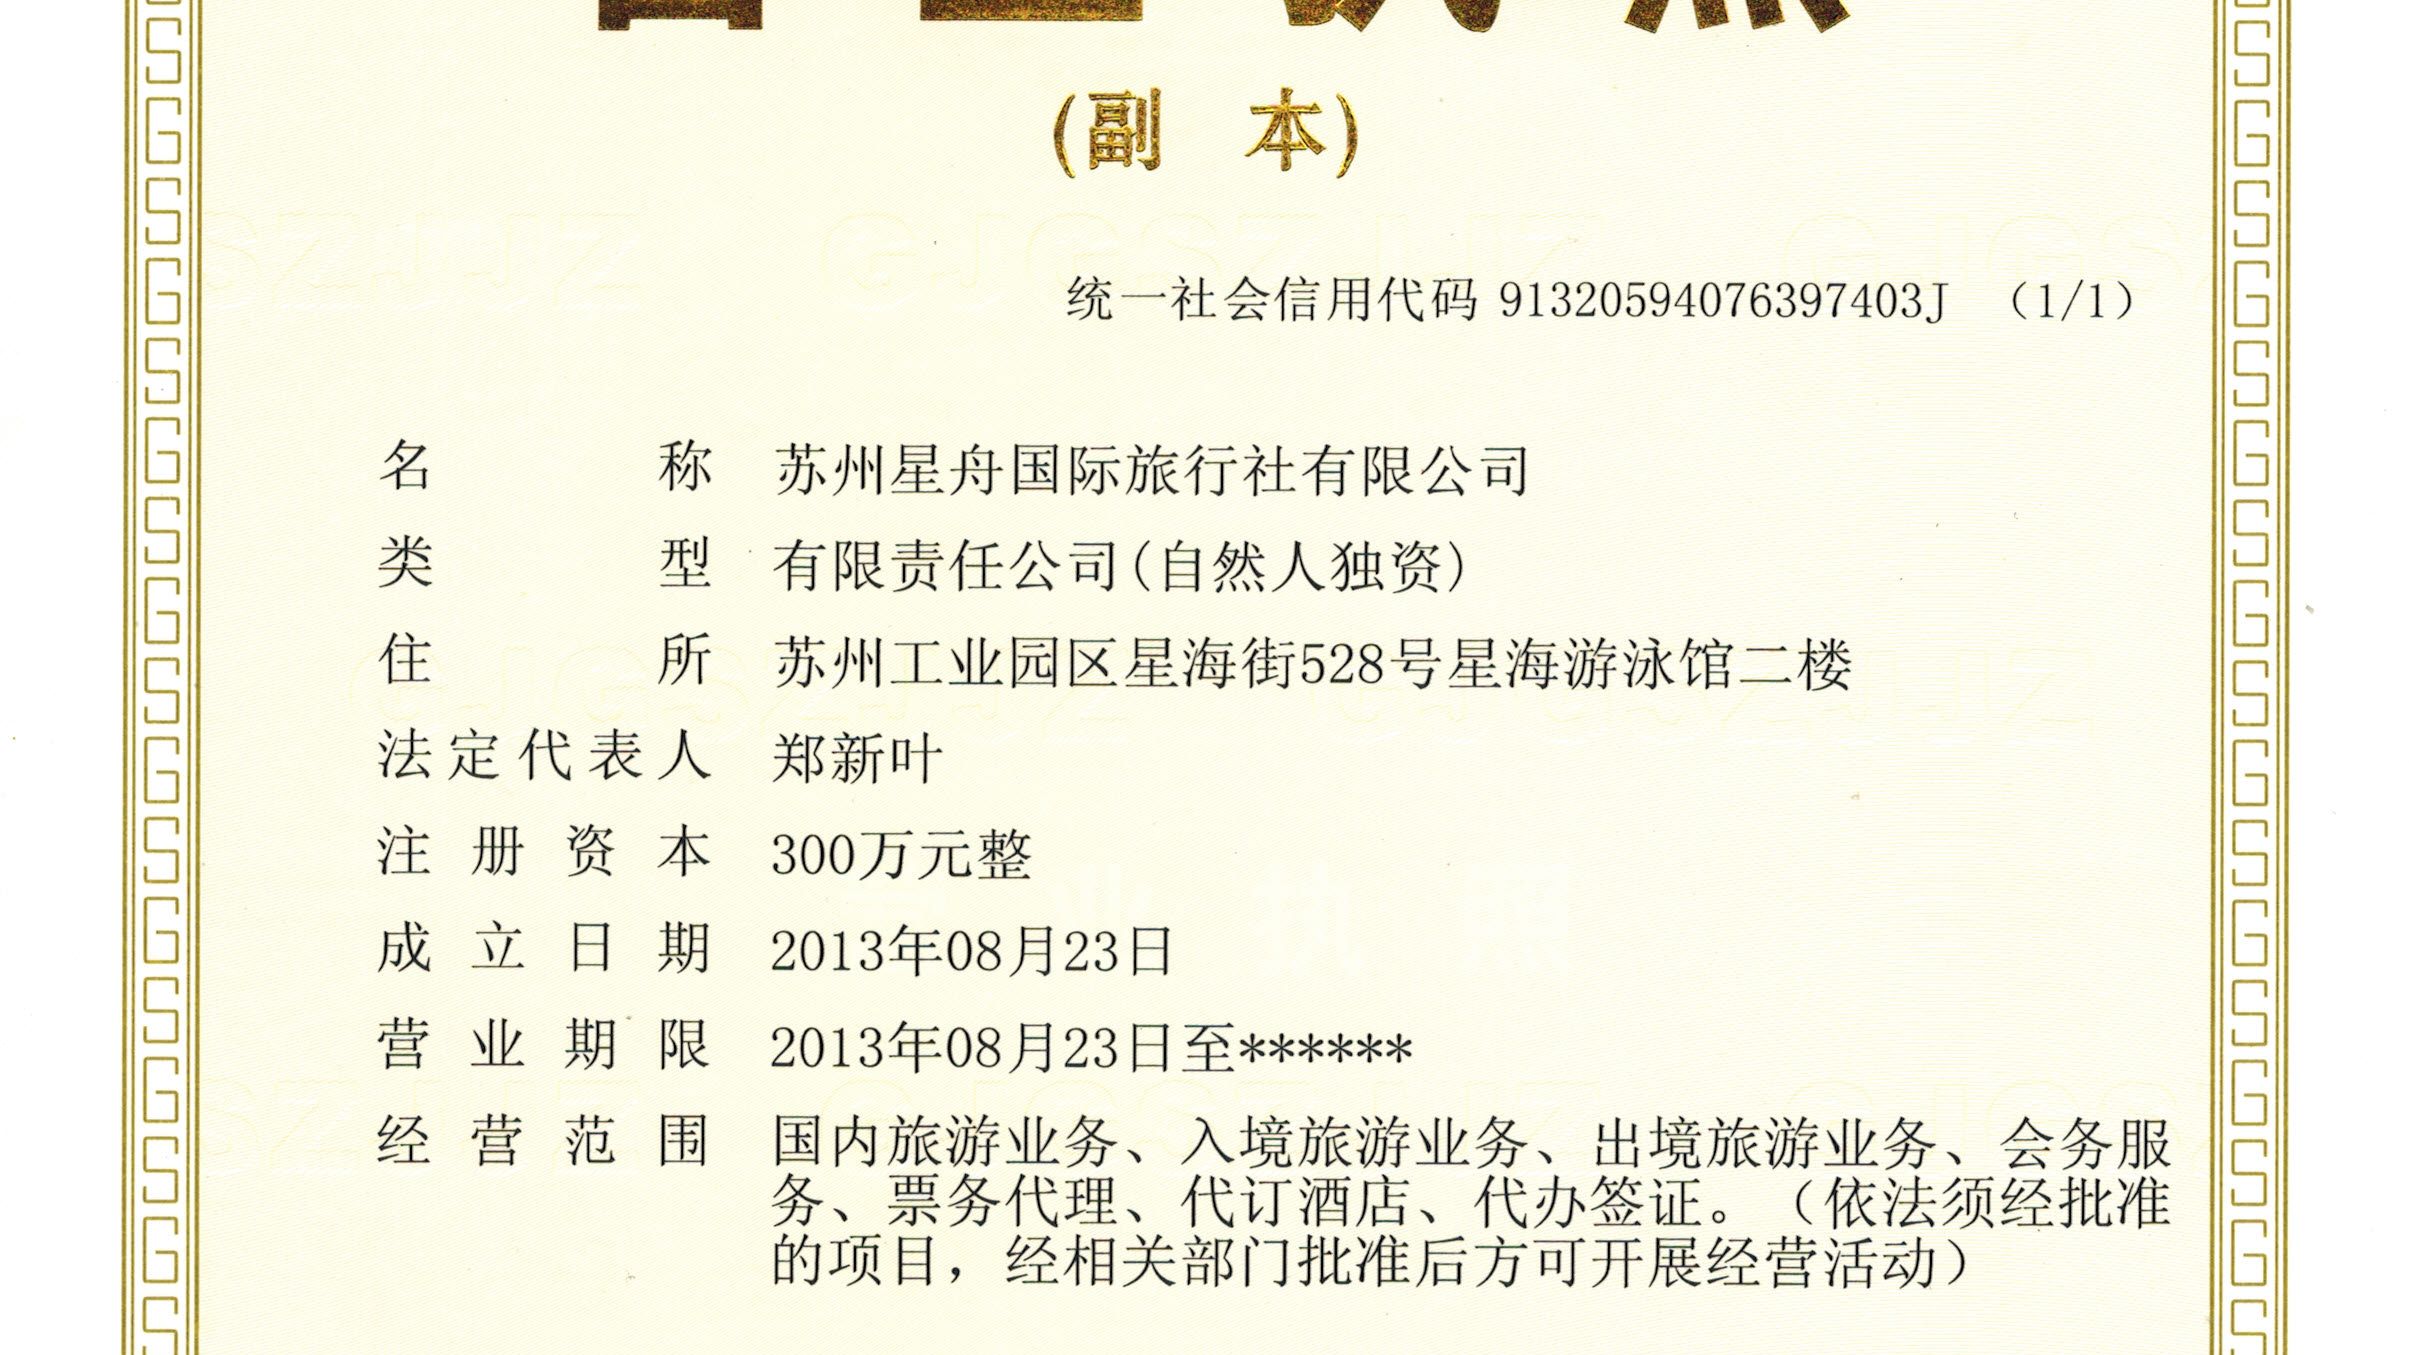 营业执照
(副 本)
统一社会信用代码 91320594076397403J （1/1）
名称 苏州星舟国际旅行社有限公司
类型 有限责任公司(自然人独资)
住所 苏州工业园区星海街528号星海游泳馆二楼
法定代表人 郑新叶
注册资本 300万元整
成立日期 2013年08月23日
营业期限 2013年08月23日至******
经营范围 国内旅游业务、入境旅游业务、出境旅游业务、会务服
务、票务代理、代订酒店、代办签证。（依法须经批准
的项目，经相关部门批准后方可开展经营活动）